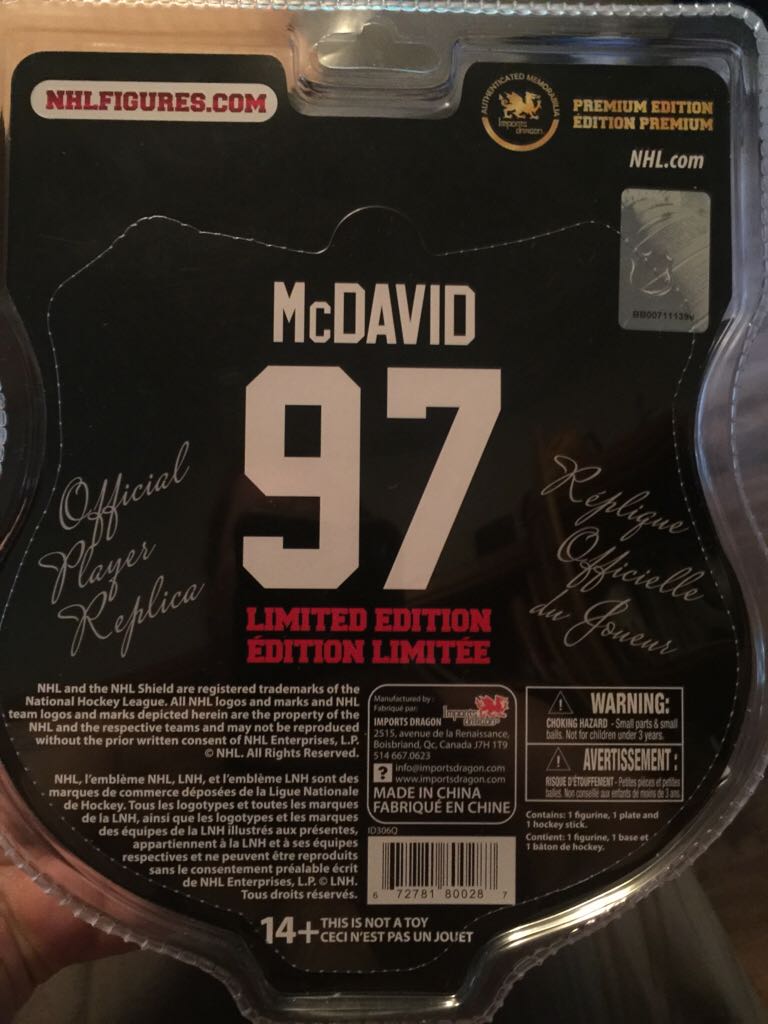 NHLFIGURES.COM
AUTHENTICATED MEMORABILIA
Imports dragon
PREMIUM EDITION
ÉDITION PREMIUM
NHL.com
McDAVID
97
Official
Player
Replica
Réplique
Officielle
du Joueur
LIMITED EDITION
ÉDITION LIMITÉE
NHL and the NHL Shield are registered trademarks of the
National Hockey League. All NHL logos and marks and NHL
team logos and marks depicted herein are the property of the
NHL and the respective teams and may not be reproduced
without the prior written consent of NHL Enterprises, L.P.
© NHL. All Rights Reserved.
NHL, l'emblème NHL, LNH, et l'emblème LNH sont des
marques de commerce déposées de la Ligue Nationale
de Hockey. Tous les logotypes et toutes les marques
de la LNH, ainsi que les logotypes et les marques
des équipes de la LNH illustrés aux présentes,
appartiennent à la LNH et à ses équipes
respectives et ne peuvent être reproduits
sans le consentement préalable écrit
de NHL Enterprises, L.P. © LNH.
Tous droits réservés.
Manufactured by :
Fabriqué par:
Imports dragon
IMPORTS DRAGON
2515, avenue de la Renaissance,
Boisbriand, Qc, Canada J7H 1T9
514 667.0623
? info@importsdragon.com
www.importsdragon.com
MADE IN CHINA
FABRIQUÉ EN CHINE
ID306Q
6 72781 80028 7
WARNING:
CHOKING HAZARD - Small parts & small
balls. Not for children under 3 years.
AVERTISSEMENT :
RISQUE D'ÉTOUFFEMENT - Petites pièces et petites
balles. Non conseillé aux enfants de moins de 3 ans.
Contains: 1 figurine, 1 plate and
1 hockey stick.
Contient: 1 figurine, 1 base et
1 bâton de hockey.
14+ THIS IS NOT A TOY
CECI N'EST PAS UN JOUET